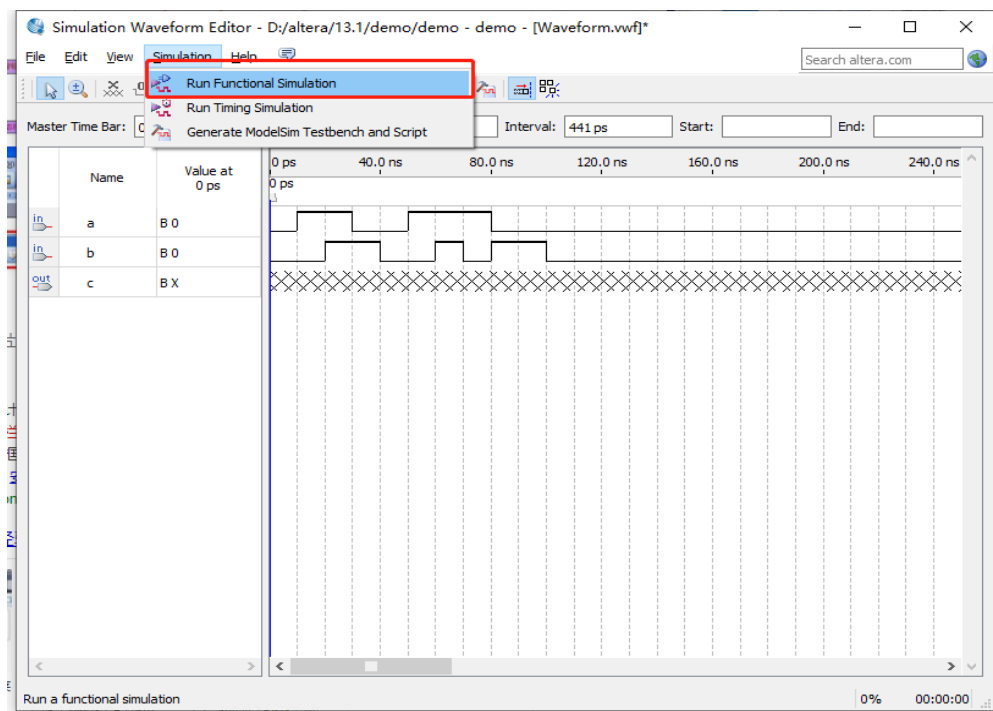 Simulation Waveform Editor - D:/altera/13.1/demo/demo - demo - [Waveform.vwf]*
File Edit View Simulation Help
Search altera.com
Run Functional Simulation
Run Timing Simulation
Generate ModelSim Testbench and Script
Master Time Bar: Interval: 441 ps Start: End:
Name Value at 0 ps
0 ps 40.0 ns 80.0 ns 120.0 ns 160.0 ns 200.0 ns 240.0 ns
0 ps
in a B 0
in b B 0
out c B X
Run a functional simulation 0% 00:00:00